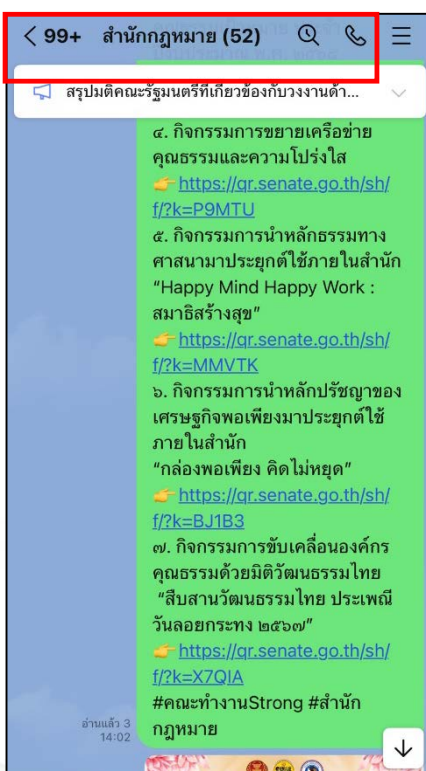 99+ สำนักกฎหมาย (52)
สรุปมติคณะรัฐมนตรีที่เกี่ยวข้องกับวงงานด้า...
๔. กิจกรรมการขยายเครือข่าย
คุณธรรมและความโปร่งใส
👉 https://qr.senate.go.th/sh/
f/?k=P9MTU
๕. กิจกรรมการนำหลักธรรมทาง
ศาสนามาประยุกต์ใช้ภายในสำนัก
“Happy Mind Happy Work :
สมาธิสร้างสุข”
👉 https://qr.senate.go.th/sh/
f/?k=MMVTK
๖. กิจกรรมการนำหลักปรัชญาของ
เศรษฐกิจพอเพียงมาประยุกต์ใช้
ภายในสำนัก
“กล่องพอเพียง คิดไม่หยุด”
👉 https://qr.senate.go.th/sh/
f/?k=BJ1B3
๗. กิจกรรมการขับเคลื่อนองค์กร
คุณธรรมด้วยมิติวัฒนธรรมไทย
“สืบสานวัฒนธรรมไทย ประเพณี
วันลอยกระทง ๒๕๖๗”
👉 https://qr.senate.go.th/sh/
f/?k=X7QIA
#คณะทำงานStrong #สำนัก
กฎหมาย
อ่านแล้ว 3
14:02